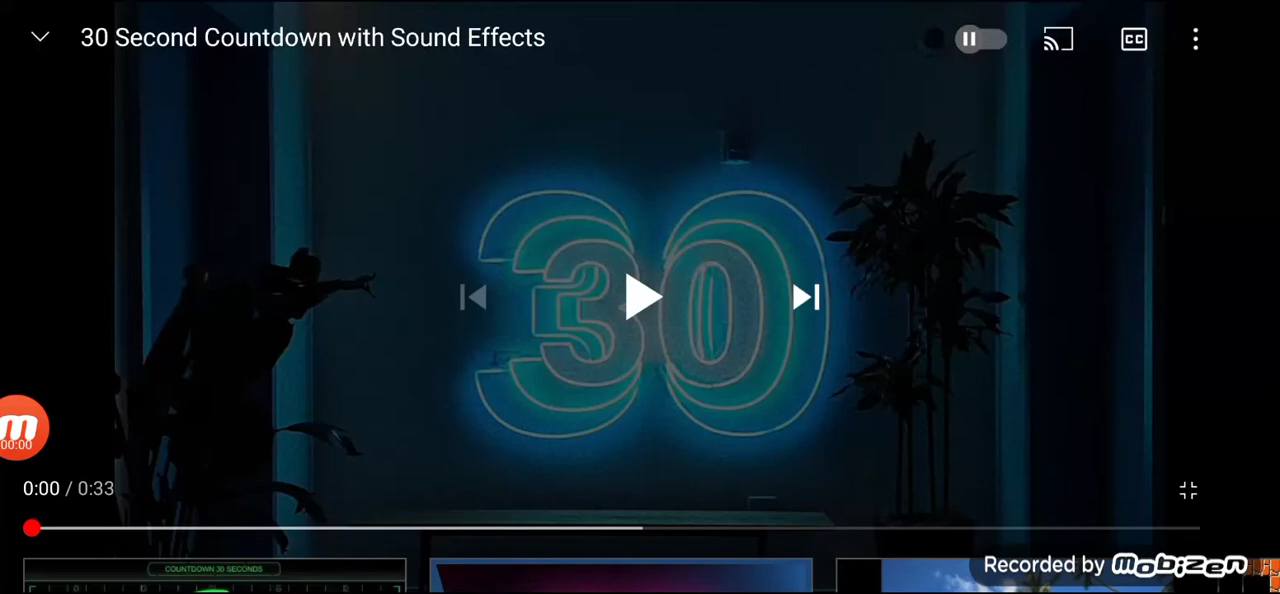 30 Second Countdown with Sound Effects
CC
30
m
00:00
0:00 / 0:33
COUNTDOWN 30 SECONDS
Recorded by mobizen